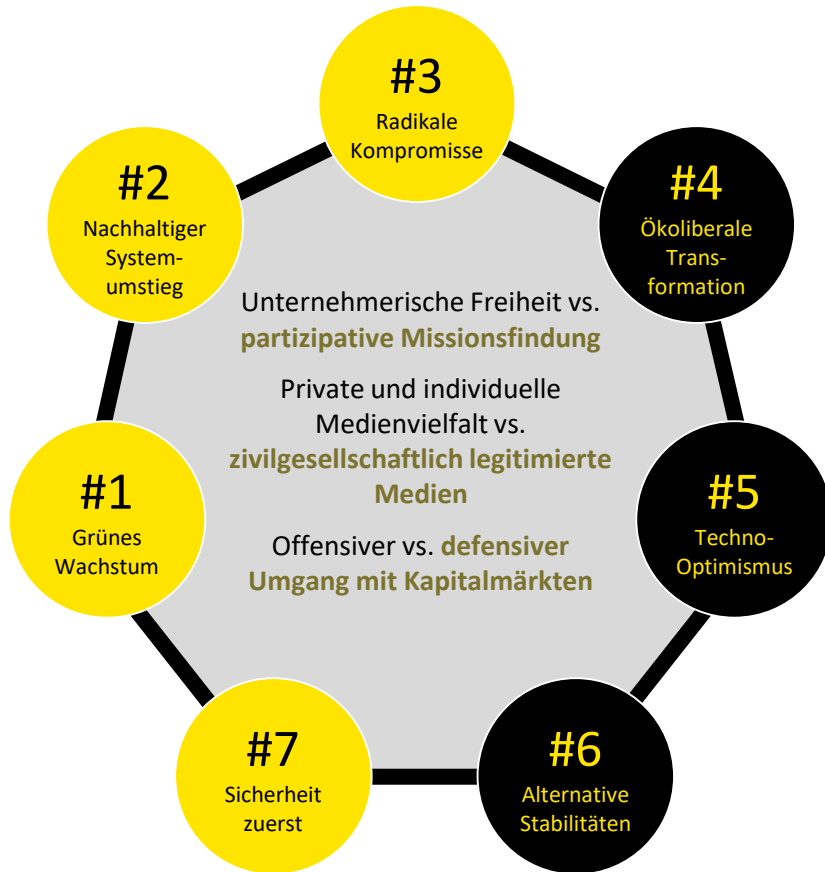 #3
Radikale
Kompromisse
#2
Nachhaltiger
System-
umstieg
#4
Ökoliberale
Trans-
formation
Unternehmerische Freiheit vs.
partizipative Missionsfindung
Private und individuelle
Medienvielfalt vs.
zivilgesellschaftlich legitimierte
Medien
Offensiver vs. defensiver
Umgang mit Kapitalmärkten
#1
Grünes
Wachstum
#5
Techno-
Optimismus
#7
Sicherheit
zuerst
#6
Alternative
Stabilitäten